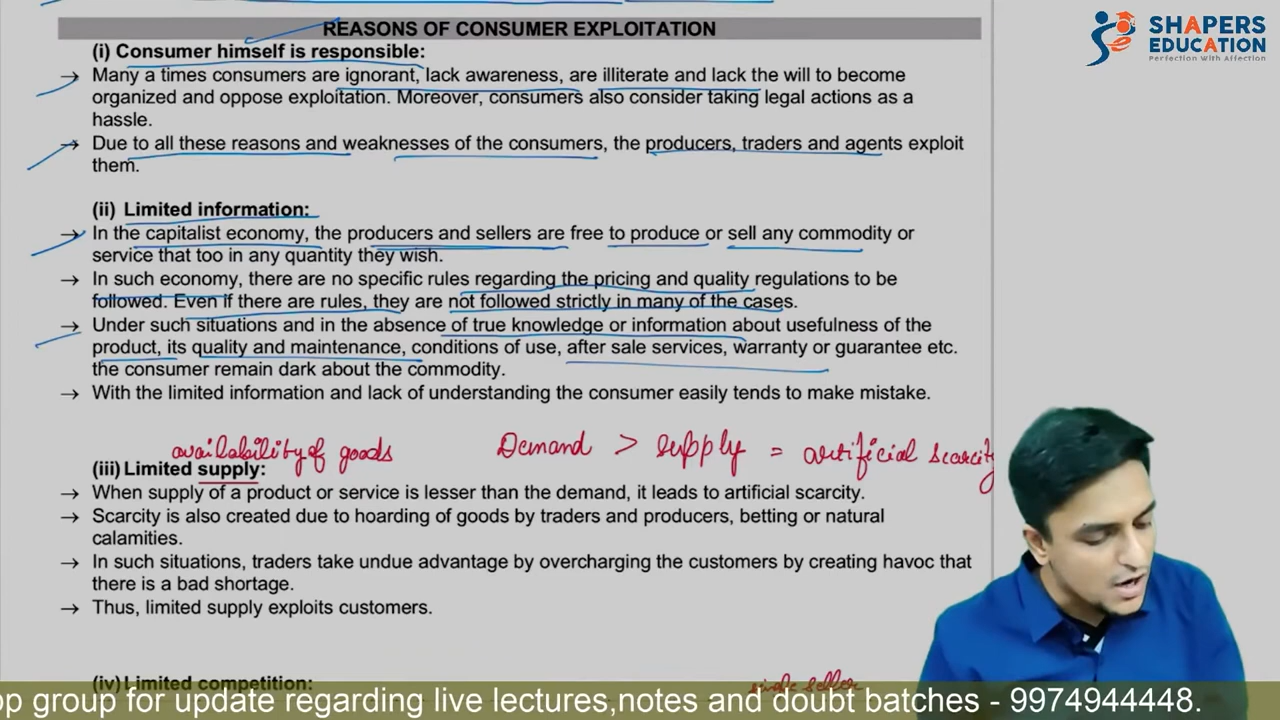 REASONS OF CONSUMER EXPLOITATION
SHAPERS
EDUCATION
Perfection With Affection
(i) Consumer himself is responsible:
→ Many a times consumers are ignorant, lack awareness, are illiterate and lack the will to become
organized and oppose exploitation. Moreover, consumers also consider taking legal actions as a
hassle.
→ Due to all these reasons and weaknesses of the consumers, the producers, traders and agents exploit
them.
(ii) Limited information:
→ In the capitalist economy, the producers and sellers are free to produce or sell any commodity or
service that too in any quantity they wish.
→ In such economy, there are no specific rules regarding the pricing and quality regulations to be
followed. Even if there are rules, they are not followed strictly in many of the cases.
→ Under such situations and in the absence of true knowledge or information about usefulness of the
product, its quality and maintenance, conditions of use, after sale services, warranty or guarantee etc.
the consumer remain dark about the commodity.
→ With the limited information and lack of understanding the consumer easily tends to make mistake.
availability of goods Demand > supply = artificial scarcity
(iii) Limited supply:
→ When supply of a product or service is lesser than the demand, it leads to artificial scarcity.
→ Scarcity is also created due to hoarding of goods by traders and producers, betting or natural
calamities.
→ In such situations, traders take undue advantage by overcharging the customers by creating havoc that
there is a bad shortage.
→ Thus, limited supply exploits customers.
(iv) Limited competition: single seller
op group for update regarding live lectures,notes and doubt batches - 9974944448.